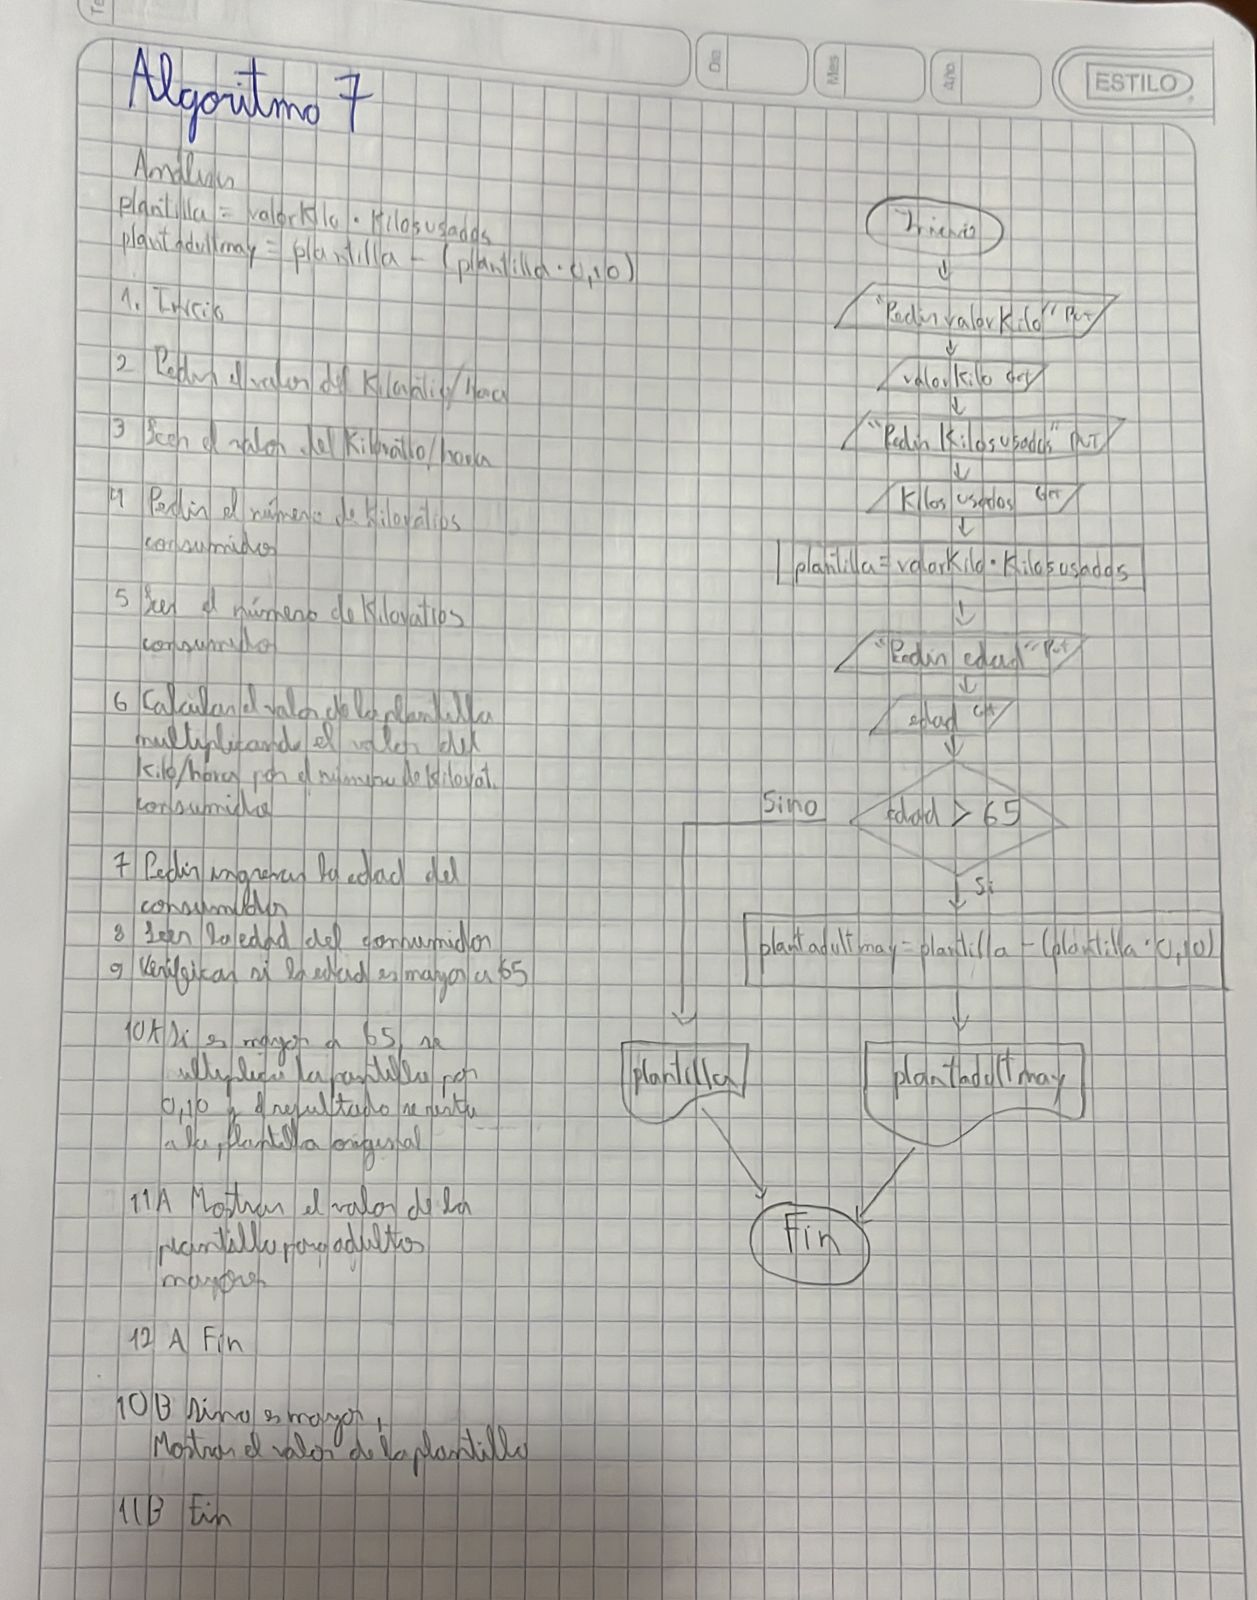 De
Mes
Año
ESTILO
Algoritmo 7
Analisis
plantilla = valorkilo · Kilosusados
plantadultmay = plantilla - (plantilla · 0,10)
1. Inicio
2 Pedir el valor del Kilovatio/Hora
3 Leer el valor del Kilovatio/hora
4 Pedir el número de Kilovatios
consumidos
5 Leer el número de Kilovatios
consumido
6 Calcular el valor de la plantilla
multiplicando el valor del
Kilo/hora por el número de Kilovat.
consumido
7 Pedir ingresar la edad del
consumidor
8 Leer la edad del consumidor
9 Verificar si la edad es mayor a 65
10A Si es mayor a 65, se
la plantilla por
0,10 y el resultado se resta
a la plantilla original
11A Mostrar el valor de la
plantilla para adultos
mayores
12 A Fin
10B Si no es mayor,
Mostrar el valor de la plantilla
11B Fin
Inicio
"Pedir valorKilo" PUT
valorkilo Get
"Pedir Kilosusados" PUT
Kilos usados Get
plantilla = valorKilo · Kilosusados
"Pedir edad" Put
edad Get
edad > 65
Sino
Si
plantadultmay = plantilla - (plantilla · 0,10)
plantilla
plantadultmay
Fin